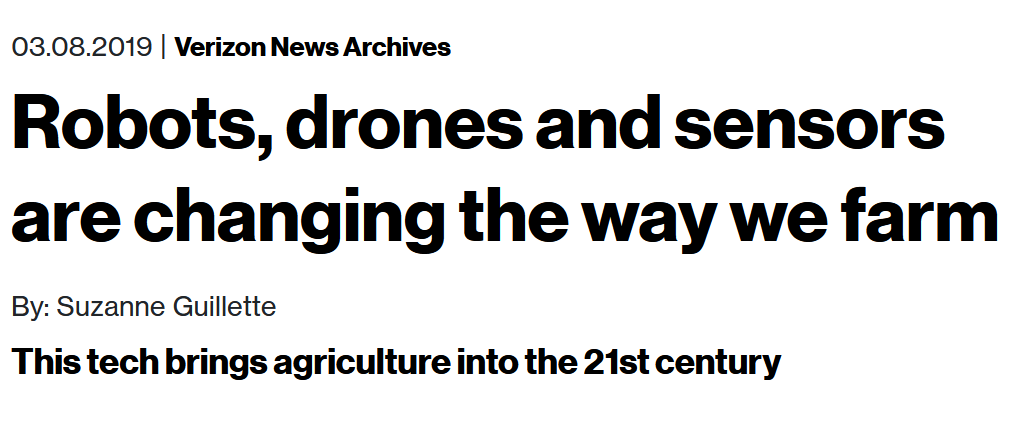 03.08.2019 | Verizon News Archives
Robots, drones and sensors
are changing the way we farm
By: Suzanne Guillette
This tech brings agriculture into the 21st century